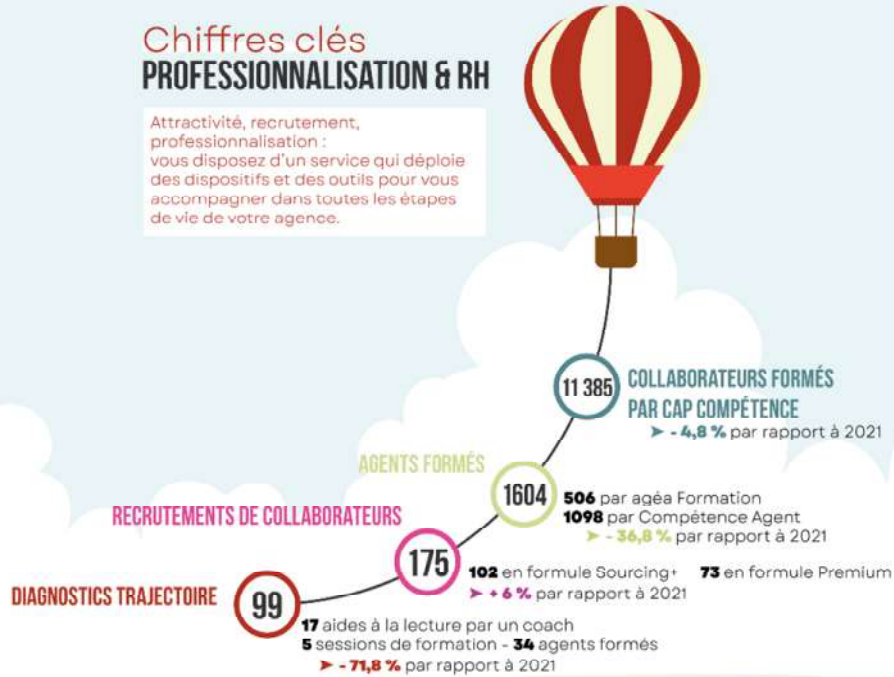 Chiffres clés
PROFESSIONNALISATION & RH
Attractivité, recrutement,
professionnalisation :
vous disposez d'un service qui déploie
des dispositifs et des outils pour vous
accompagner dans toutes les étapes
de vie de votre agence.
11 385
COLLABORATEURS FORMÉS
PAR CAP COMPÉTENCE
➤ - 4,8 % par rapport à 2021
AGENTS FORMÉS
1604
506 par agéa Formation
1098 par Compétence Agent
➤ - 36,8 % par rapport à 2021
RECRUTEMENTS DE COLLABORATEURS
175
102 en formule Sourcing+ 73 en formule Premium
➤ + 6 % par rapport à 2021
DIAGNOSTICS TRAJECTOIRE
99
17 aides à la lecture par un coach
5 sessions de formation - 34 agents formés
➤ - 71,8 % par rapport à 2021